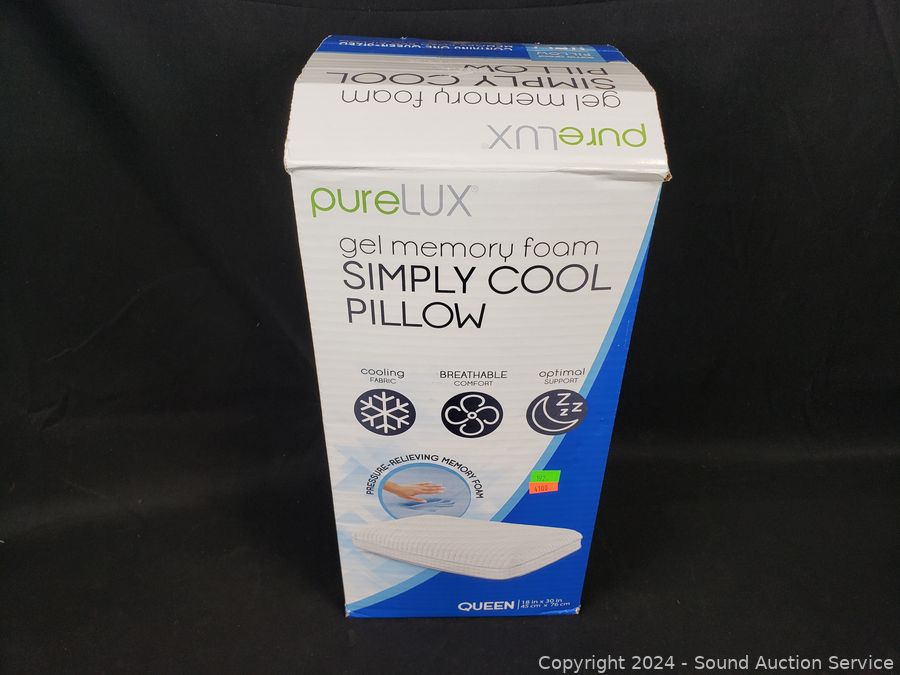 SIMPLY COOL
PILLOW
gel memory foam
pureLUX®
pureLUX®
gel memory foam
SIMPLY COOL
PILLOW
cooling
FABRIC
BREATHABLE
COMFORT
optimal
SUPPORT
Z Z Z
PRESSURE-RELIEVING MEMORY FOAM
4100
QUEEN
18 in x 30 in
45 cm x 76 cm
Copyright 2024 - Sound Auction Service